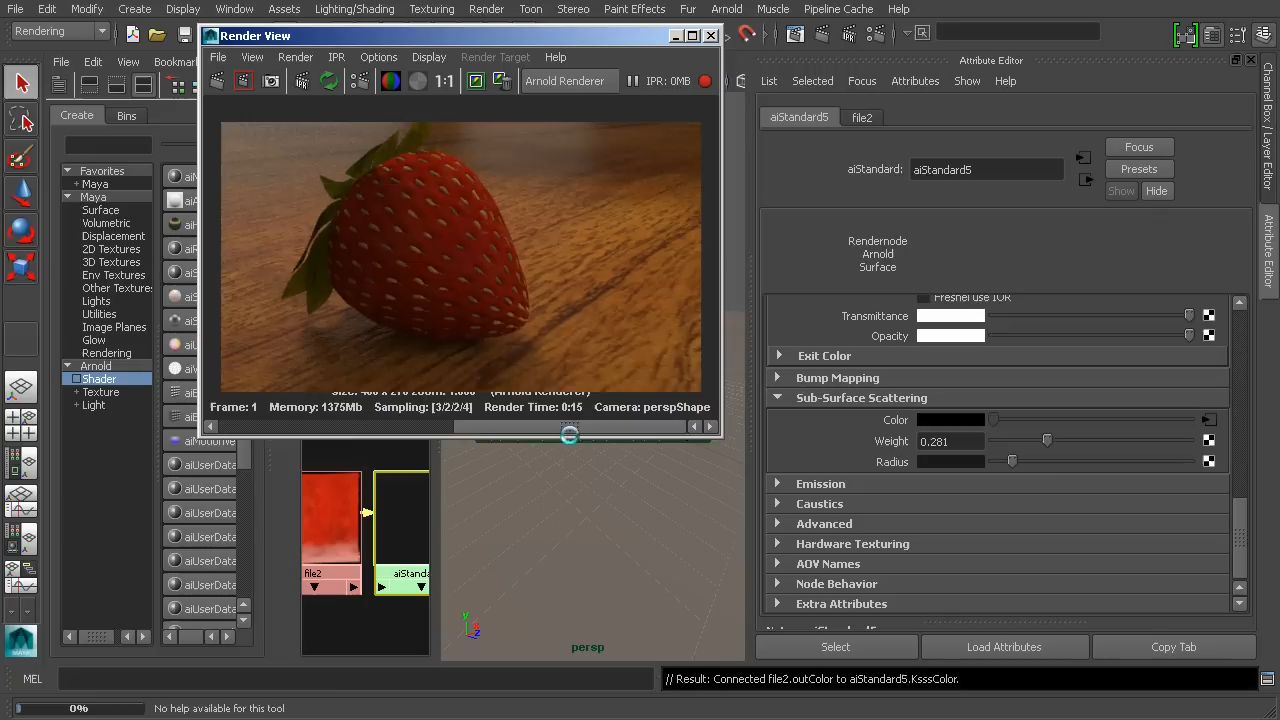 File Edit Modify Create Display Window Assets Lighting/Shading Texturing Render Toon Stereo Paint Effects Fur Arnold Muscle Pipeline Cache Help
Rendering
Render View
File View Render IPR Options Display Render Target Help
1:1 Arnold Renderer IPR: 0MB
Frame: 1 Memory: 1375Mb Sampling: [3/2/2/4] Render Time: 0:15 Camera: perspShape
File Edit View Bookmar
Create Bins
Favorites
Maya
Maya
Surface
Volumetric
Displacement
2D Textures
3D Textures
Env Textures
Other Textures
Lights
Utilities
Image Planes
Glow
Rendering
Arnold
Shader
Texture
Light
aiMotionVe
aiUserData
aiUserData
aiUserData
aiUserData
aiUserData
aiUserData
aiUserData
file2
aiStanda
persp
Attribute Editor
List Selected Focus Attributes Show Help
aiStandard5 file2
Focus
aiStandard: aiStandard5
Presets
Show Hide
Rendernode
Arnold
Surface
Fresnel use IOR
Transmittance
Opacity
Exit Color
Bump Mapping
Sub-Surface Scattering
Color
Weight 0.281
Radius
Emission
Caustics
Advanced
Hardware Texturing
AOV Names
Node Behavior
Extra Attributes
Select Load Attributes Copy Tab
Channel Box / Layer Editor
Attribute Editor
MEL
// Result: Connected file2.outColor to aiStandard5.KsssColor.
0% No help available for this tool